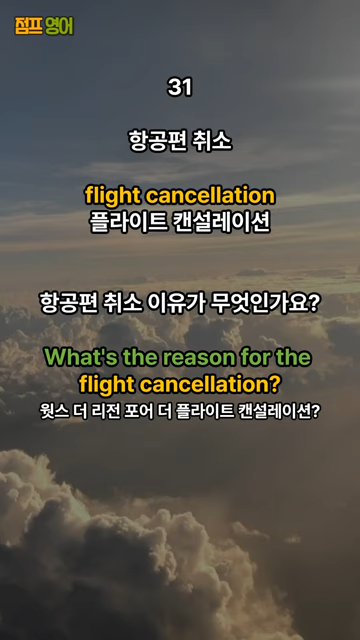 점프 영어
31
항공편 취소
flight cancellation
플라이트 캔설레이션
항공편 취소 이유가 무엇인가요?
What's the reason for the
flight cancellation?
웟스 더 리전 포어 더 플라이트 캔설레이션?